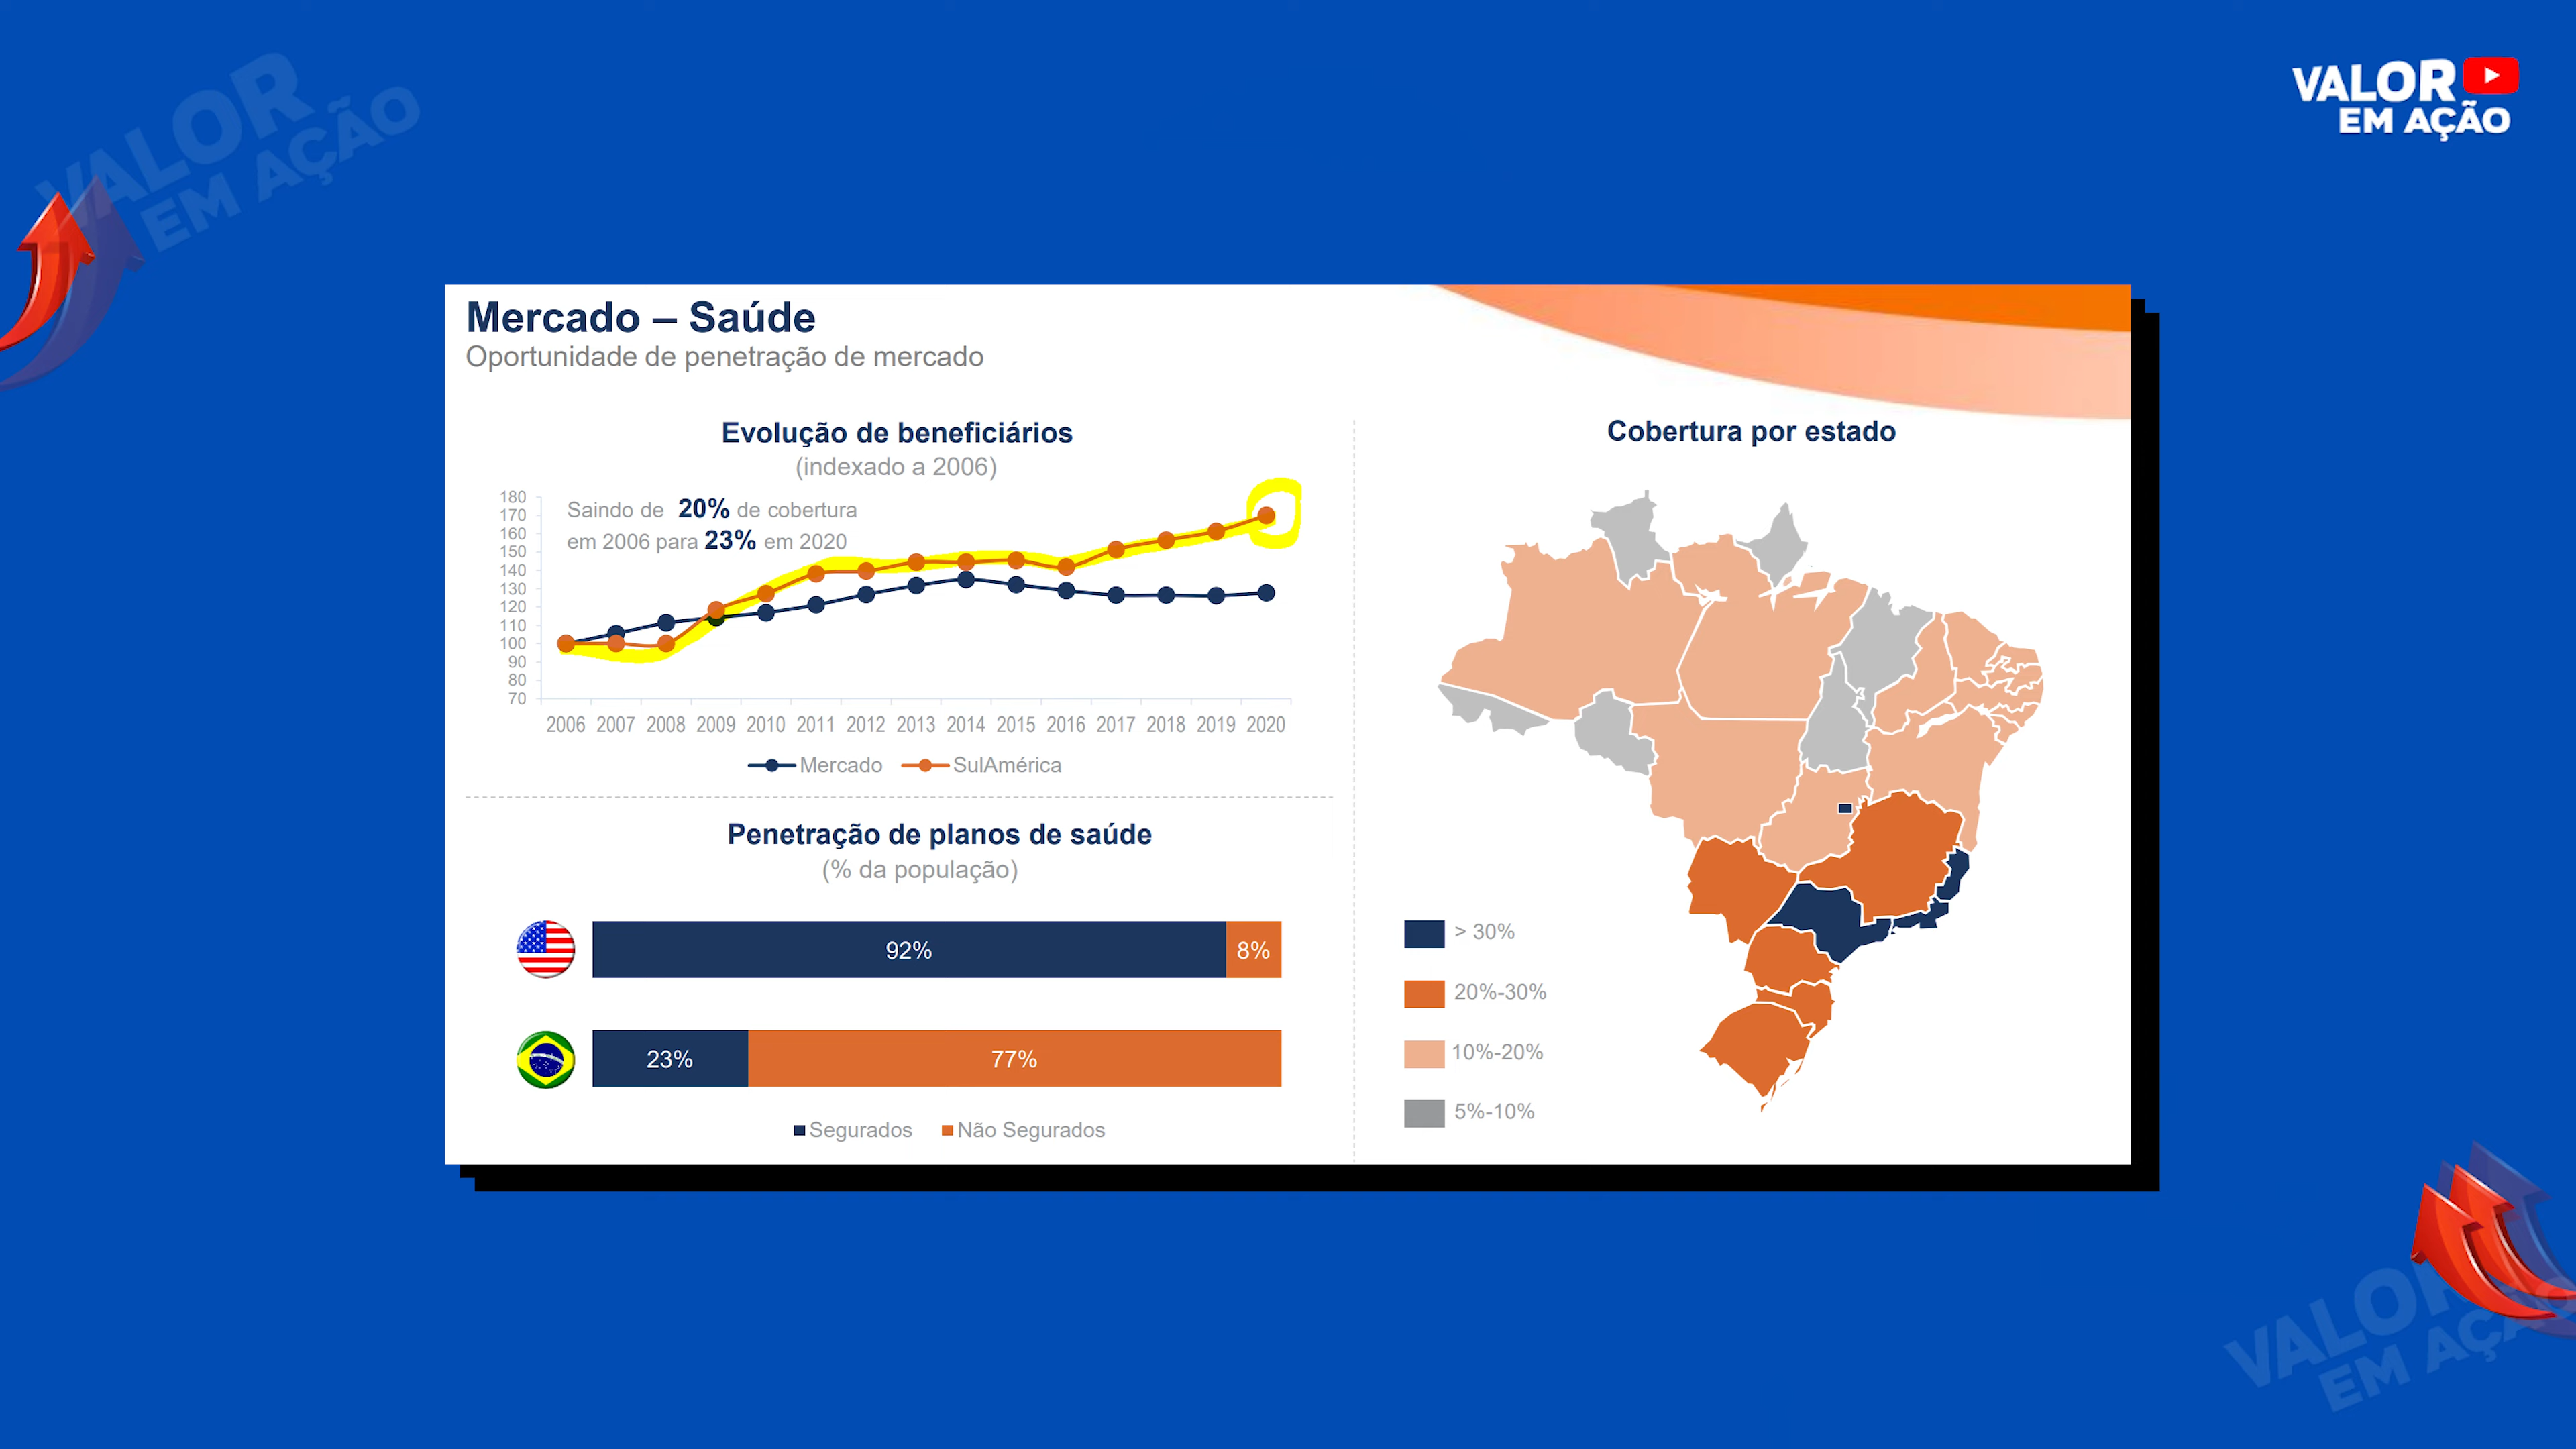 VALOR
EM AÇÃO
VALOR
EM AÇÃO
Mercado – Saúde
Oportunidade de penetração de mercado
Evolução de beneficiários
(indexado a 2006)
Saindo de 20% de cobertura
em 2006 para 23% em 2020
180
170
160
150
140
130
120
110
100
90
80
70
2006 2007 2008 2009 2010 2011 2012 2013 2014 2015 2016 2017 2018 2019 2020
Mercado SulAmérica
Penetração de planos de saúde
(% da população)
92% 8%
23% 77%
Segurados Não Segurados
Cobertura por estado
> 30%
20%-30%
10%-20%
5%-10%
VALOR
EM AÇÃO